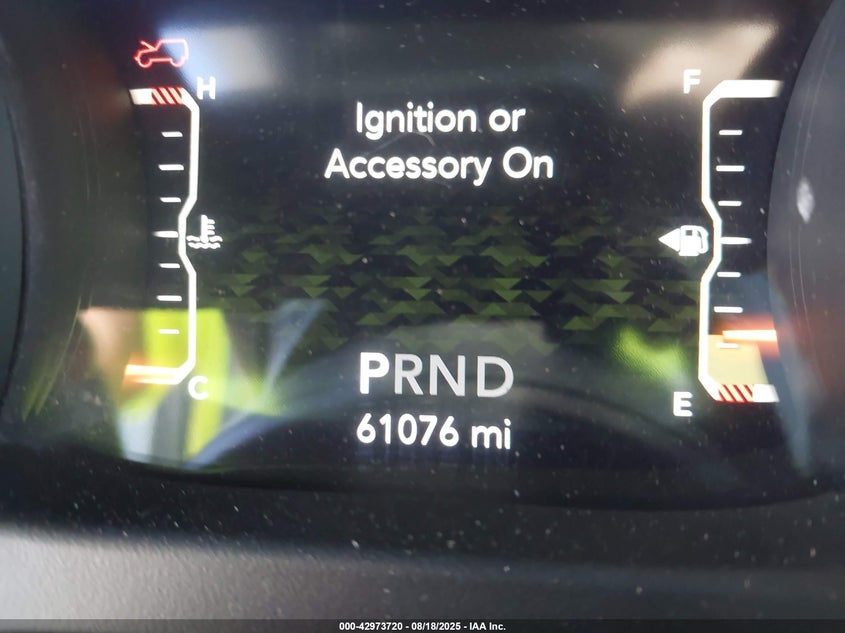 H
F
Ignition or
Accessory On
PRND
C
E
61076 mi
000-42973720 - 08/18/2025 - IAA Inc.